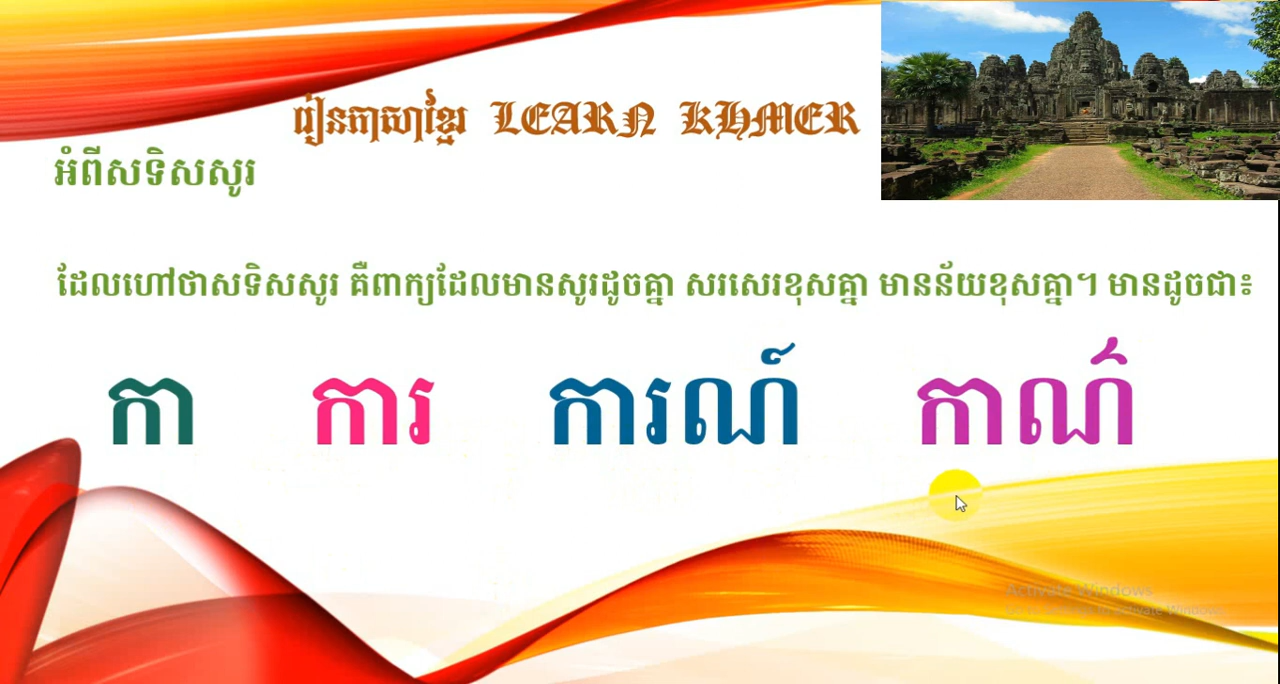 រៀនភាសាខ្មែរ LEARN KHMER
អំពីសទិសសូរ
ដែលហៅថាសទិសសូរ គឺពាក្យដែលមានសូរដូចគ្នា សរសេរខុសគ្នា មានន័យខុសគ្នា។ មានដូចជា៖
កា ការ ការណ៍ កាណ៌
Activate Windows